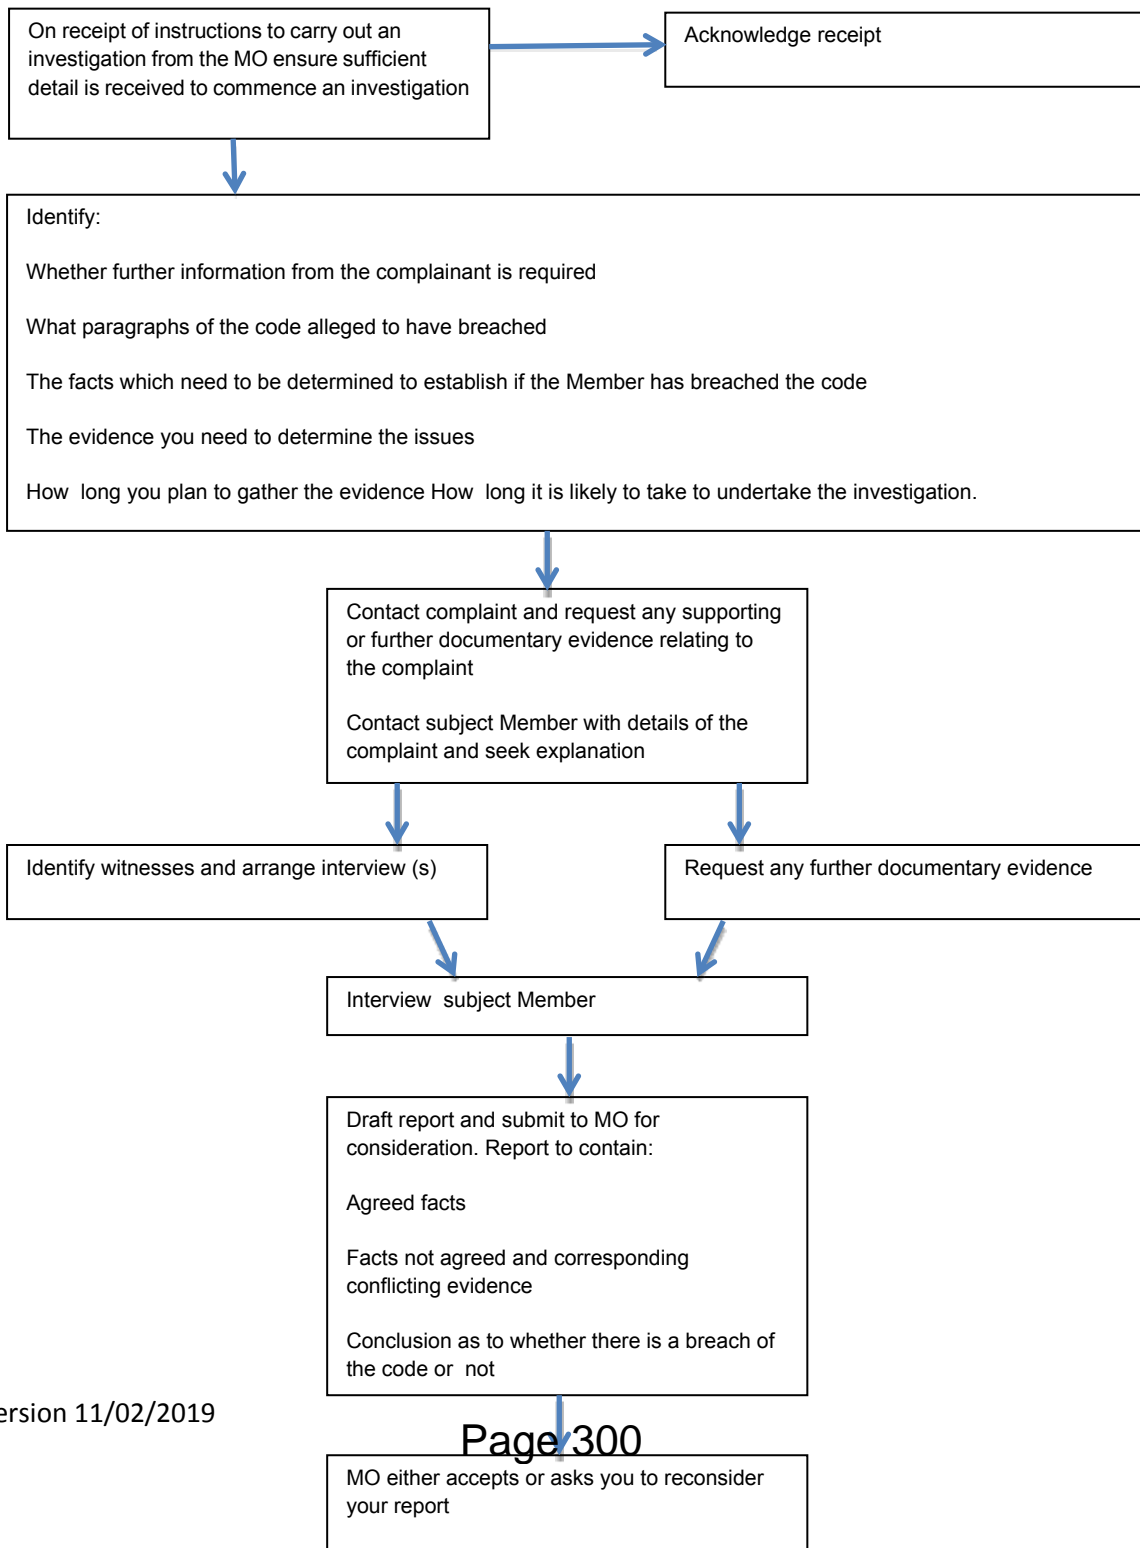 On receipt of instructions to carry out an
investigation from the MO ensure sufficient
detail is received to commence an investigation
Acknowledge receipt
Identify:
Whether further information from the complainant is required
What paragraphs of the code alleged to have breached
The facts which need to be determined to establish if the Member has breached the code
The evidence you need to determine the issues
How  long you plan to gather the evidence How  long it is likely to take to undertake the investigation.
Contact complaint and request any supporting
or further documentary evidence relating to
the complaint
Contact subject Member with details of the
complaint and seek explanation
Identify witnesses and arrange interview (s)
Request any further documentary evidence
Interview  subject Member
Draft report and submit to MO for
consideration. Report to contain:
Agreed facts
Facts not agreed and corresponding
conflicting evidence
Conclusion as to whether there is a breach of
the code or  not
ersion 11/02/2019
Page 300
MO either accepts or asks you to reconsider
your report